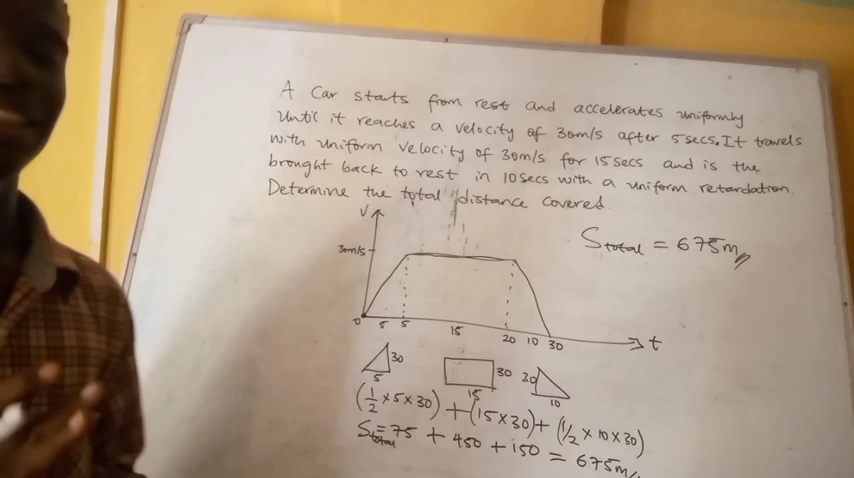 A Car starts from rest and accelerates uniformly
Until it reaches a velocity of 30m/s after 5secs. It travels
with uniform velocity of 30m/s for 15secs and is the
brought back to rest in 10secs with a uniform retardation.
Determine the total distance covered.
V
30m/s
S total = 675m
0 5 5 15 20 10 30 t
30
5
30
15
30
10
(1/2 × 5 × 30) + (15 × 30) + (1/2 × 10 × 30)
S total = 75 + 450 + 150 = 675m